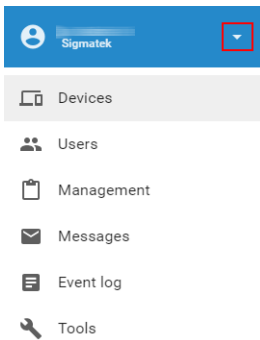 Sigmatek
Devices
Users
Management
Messages
Event log
Tools